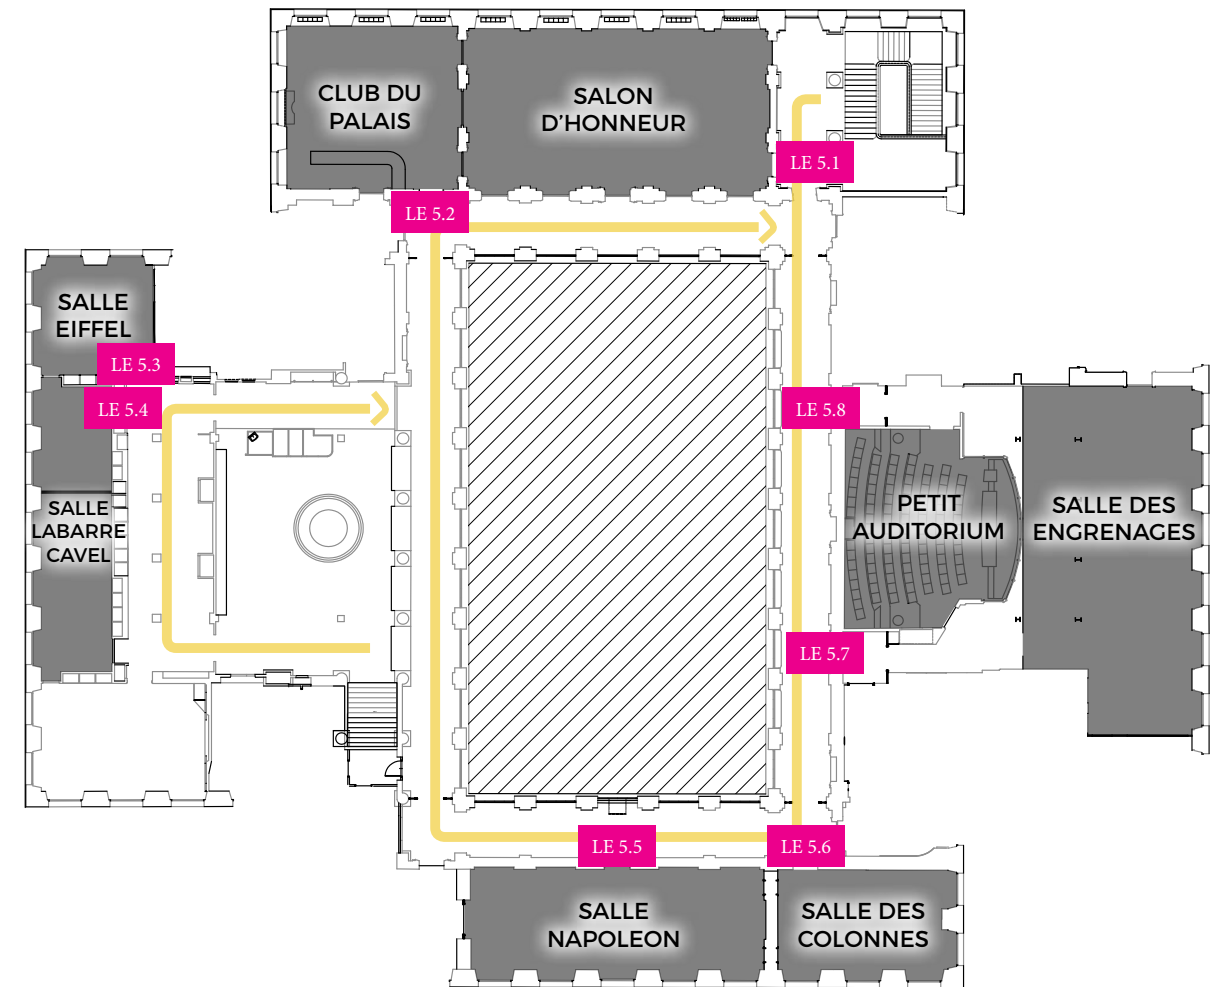 CLUB DU
PALAIS
SALON
D'HONNEUR
LE 5.1
LE 5.2
SALLE
EIFFEL
LE 5.3
LE 5.4
LE 5.8
SALLE
LABARRE
CAVEL
PETIT
AUDITORIUM
SALLE DES
ENGRENAGES
LE 5.7
LE 5.5
LE 5.6
SALLE
NAPOLEON
SALLE DES
COLONNES